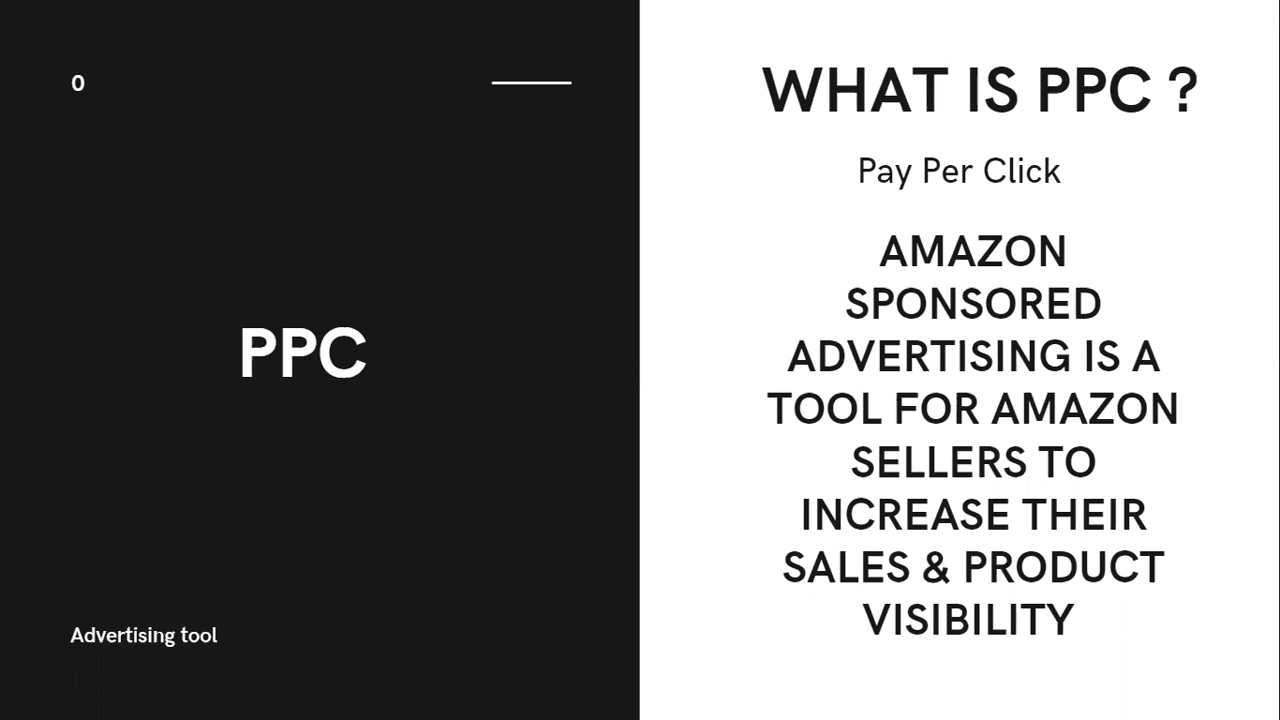 0
PPC
Advertising tool
WHAT IS PPC ?
Pay Per Click
AMAZON
SPONSORED
ADVERTISING IS A
TOOL FOR AMAZON
SELLERS TO
INCREASE THEIR
SALES & PRODUCT
VISIBILITY